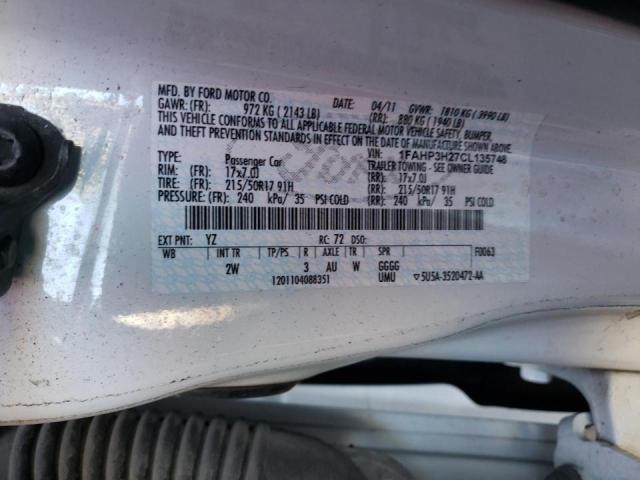 MFD. BY FORD MOTOR CO.
DATE: 04/11 GVWR: 1810 KG (3990 LB)
GAWR: (FR): 972 KG (2143 LB) (RR): 880 KG (1940 LB)
THIS VEHICLE CONFORMS TO ALL APPLICABLE FEDERAL MOTOR VEHICLE SAFETY, BUMPER,
AND THEFT PREVENTION STANDARDS IN EFFECT ON THE DATE OF MANUFACTURE SHOWN ABOVE.
VIN: 1FAHP3H27CL135748
TYPE: Passenger Car TRAILER TOWING - SEE OWNER GUIDE
RIM: (FR): 17x7.0J (RR): 17x7.0J
TIRE: (FR): 215/50R17 91H (RR): 215/50R17 91H
PRESSURE: (FR): 240 kPa/ 35 PSI COLD (RR): 240 kPa/ 35 PSI COLD
EXT PNT: YZ RC: 72 DSO: F0063
WB INT TR TP/PS R AXLE TR SPR
2W 3 AU W GGGG
1201104088351 UMU ▽5U5A-3520472-AA